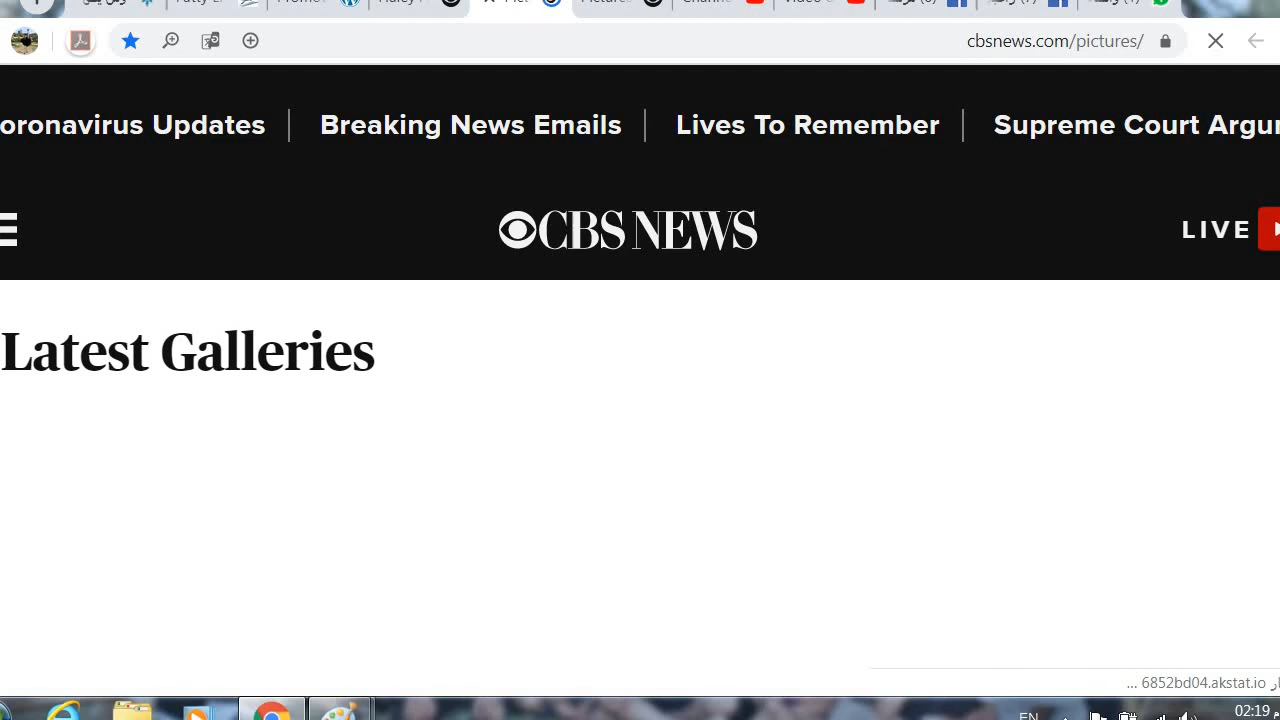 cbsnews.com/pictures/
oronavirus Updates
Breaking News Emails
Lives To Remember
Supreme Court Argu
CBS NEWS
LIVE
Latest Galleries
... 6852bd04.akstat.io
EN
02:19